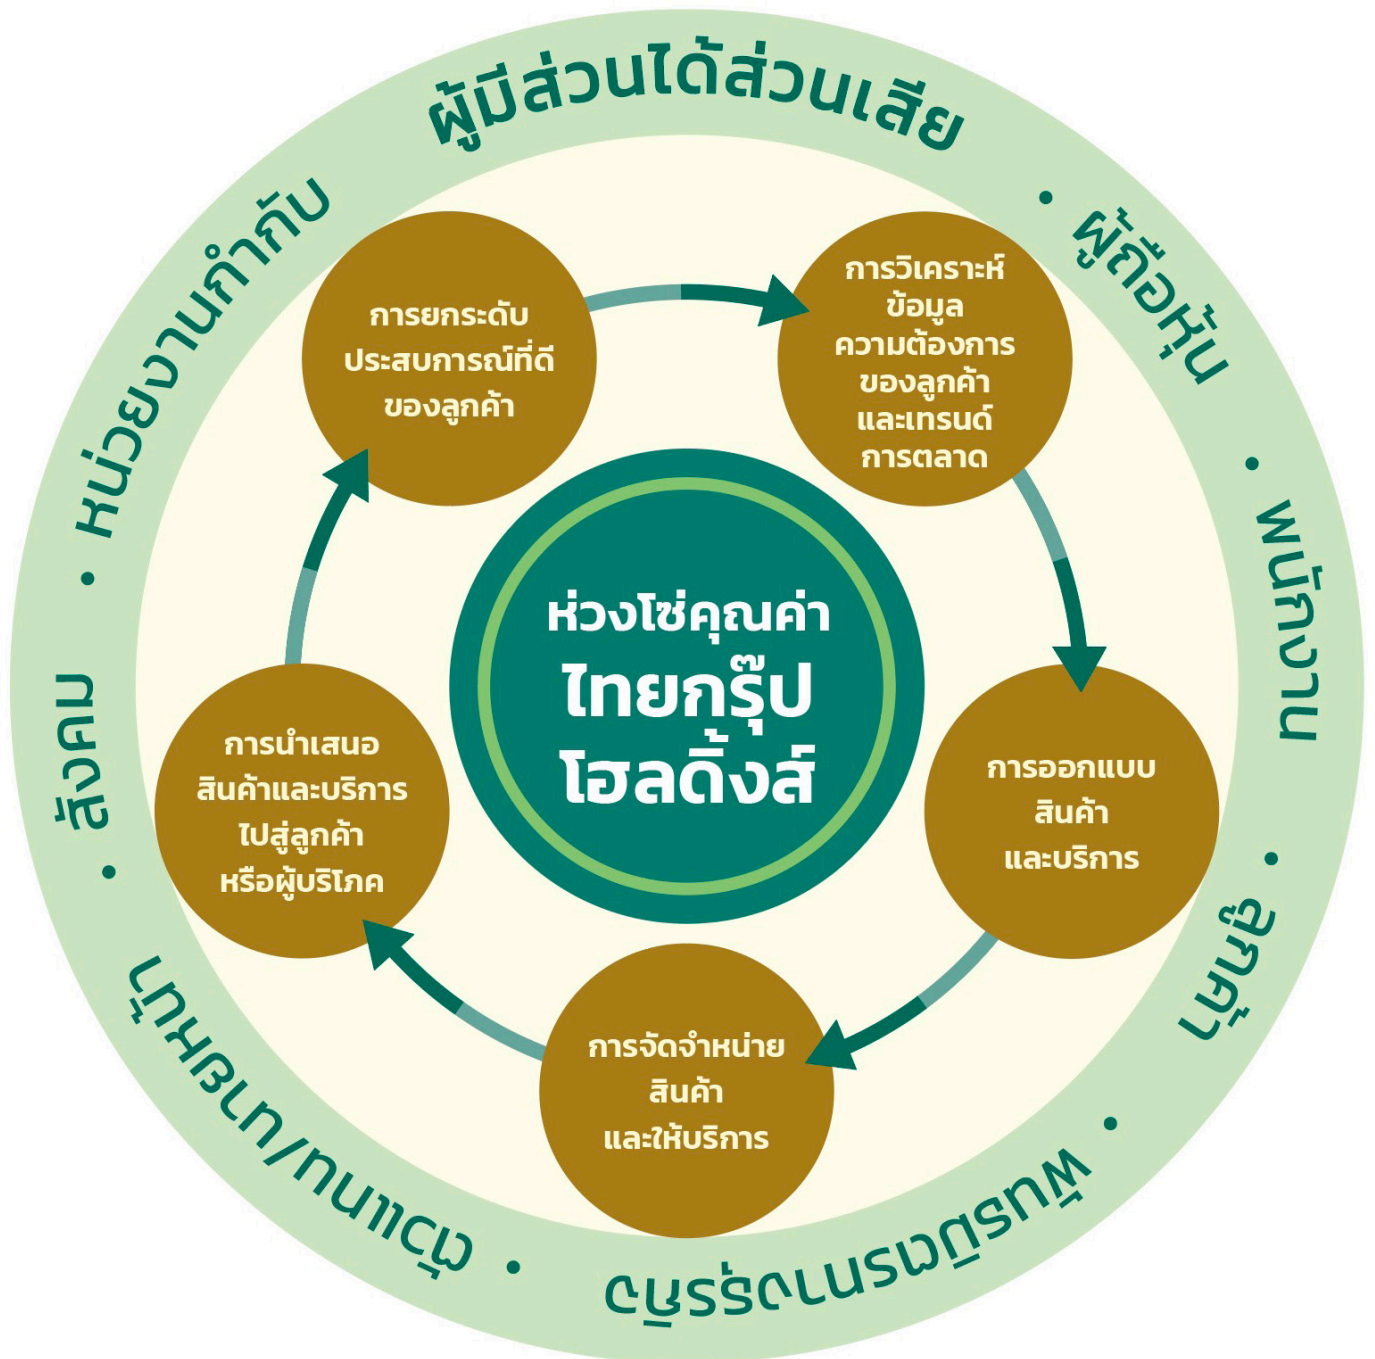 ผู้มีส่วนได้ส่วนเสีย
• ผู้ถือหุ้น
• พนักงาน
• ลูกค้า
• พันธมิตรทางธุรกิจ
• ตัวแทน/นายหน้า
• สังคม
• หน่วยงานกำกับ
ห่วงโซ่คุณค่า
ไทยกรุ๊ป
โฮลดิ้งส์
การวิเคราะห์
ข้อมูล
ความต้องการ
ของลูกค้า
และเทรนด์
การตลาด
การออกแบบ
สินค้า
และบริการ
การจัดจำหน่าย
สินค้า
และให้บริการ
การนำเสนอ
สินค้าและบริการ
ไปสู่ลูกค้า
หรือผู้บริโภค
การยกระดับ
ประสบการณ์ที่ดี
ของลูกค้า